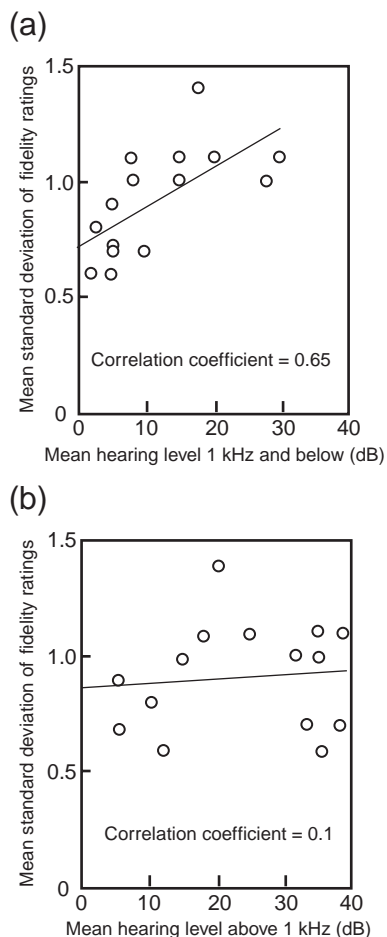 (a)
Mean standard deviation of fidelity ratings
1.5
1.0
0.5
0
Correlation coefficient = 0.65
0 10 20 30 40
Mean hearing level 1 kHz and below (dB)
(b)
Mean standard deviation of fidelity ratings
1.5
1.0
0.5
0
Correlation coefficient = 0.1
0 10 20 30 40
Mean hearing level above 1 kHz (dB)